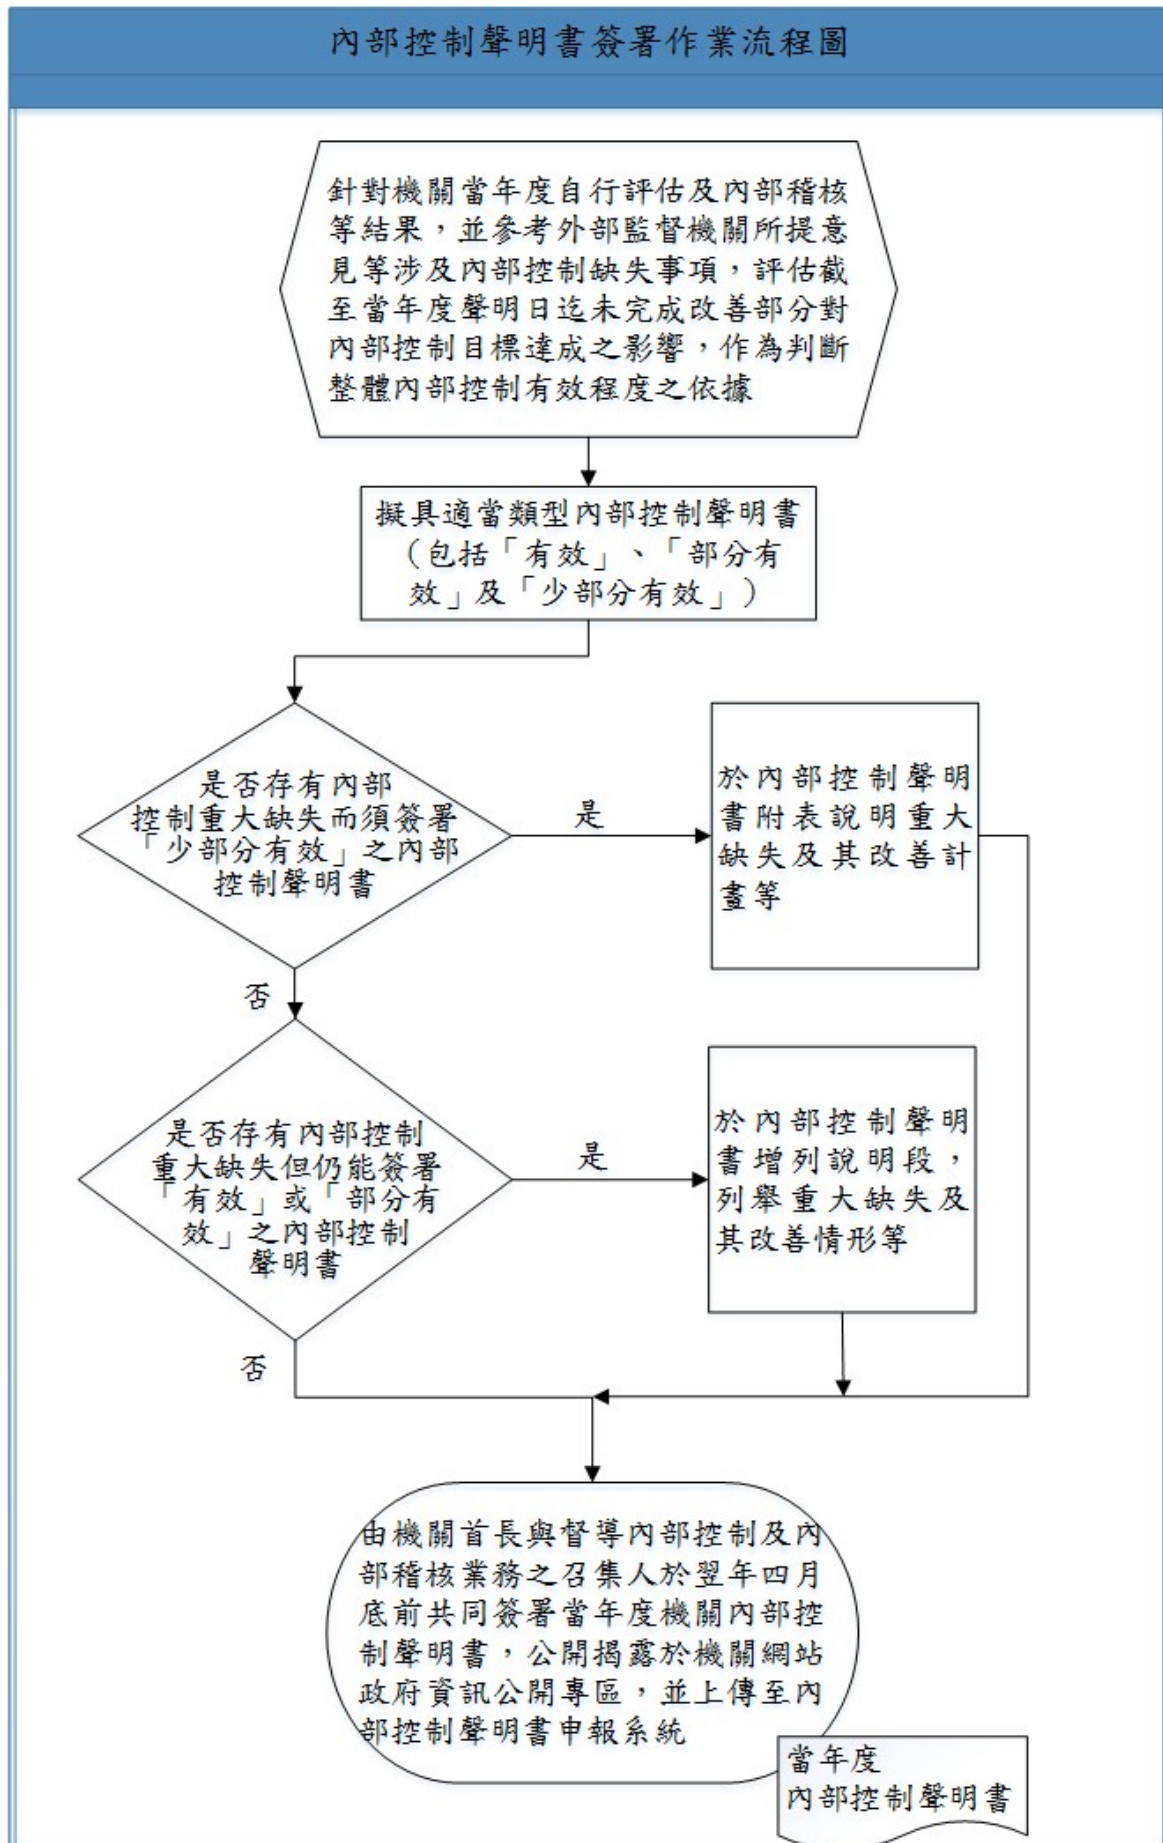 內部控制聲明書簽署作業流程圖
針對機關當年度自行評估及內部稽核
等結果，並參考外部監督機關所提意
見等涉及內部控制缺失事項，評估截
至當年度聲明日迄未完成改善部分對
內部控制目標達成之影響，作為判斷
整體內部控制有效程度之依據
擬具適當類型內部控制聲明書
（包括「有效」、「部分有
效」及「少部分有效」）
是否存有內部
控制重大缺失而須簽署
「少部分有效」之內部
控制聲明書
是
於內部控制聲明
書附表說明重大
缺失及其改善計
畫等
否
是否存有內部控制
重大缺失但仍能簽署
「有效」或「部分有
效」之內部控制
聲明書
是
於內部控制聲明
書增列說明段，
列舉重大缺失及
其改善情形等
否
由機關首長與督導內部控制及內
部稽核業務之召集人於翌年四月
底前共同簽署當年度機關內部控
制聲明書，公開揭露於機關網站
政府資訊公開專區，並上傳至內
部控制聲明書申報系統
當年度
內部控制聲明書